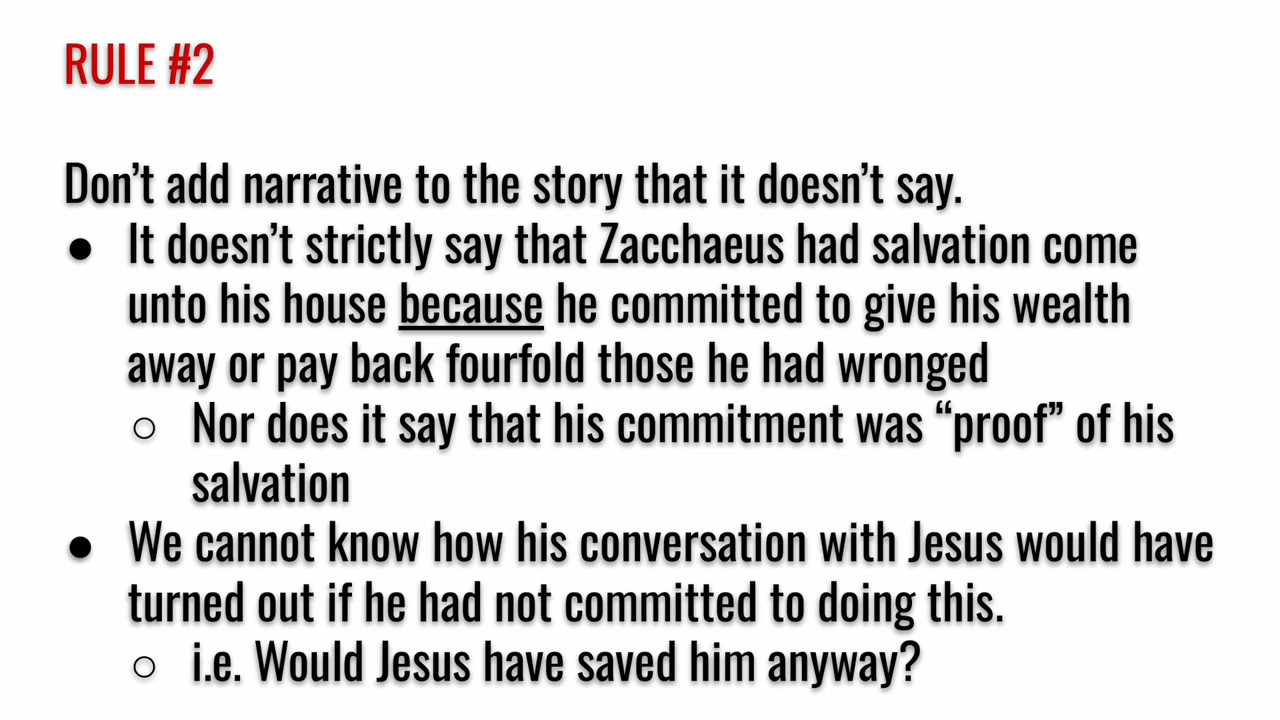 RULE #2
Don’t add narrative to the story that it doesn’t say.
● It doesn’t strictly say that Zacchaeus had salvation come
unto his house because he committed to give his wealth
away or pay back fourfold those he had wronged
○ Nor does it say that his commitment was “proof” of his
salvation
● We cannot know how his conversation with Jesus would have
turned out if he had not committed to doing this.
○ i.e. Would Jesus have saved him anyway?